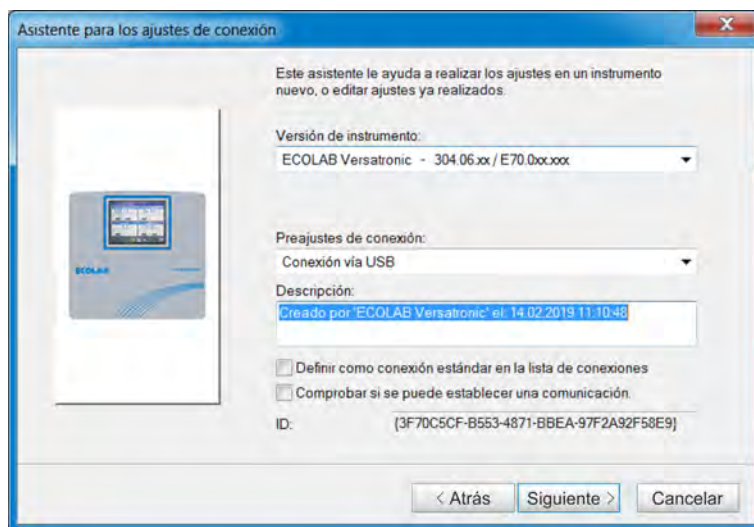 Asistente para los ajustes de conexión
Este asistente le ayuda a realizar los ajustes en un instrumento
nuevo, o editar ajustes ya realizados.
Versión de instrumento:
ECOLAB Versatronic - 304.06.xx / E70.0xx.xxx
ECOLAB
Preajustes de conexión:
Conexión vía USB
Descripción:
Creado por 'ECOLAB Versatronic' el: 14.02.2019 11:10:48
Definir como conexión estándar en la lista de conexiones
Comprobar si se puede establecer una comunicación.
ID: {3F70C5CF-B553-4871-BBEA-97F2A92F58E9}
< Atrás Siguiente > Cancelar